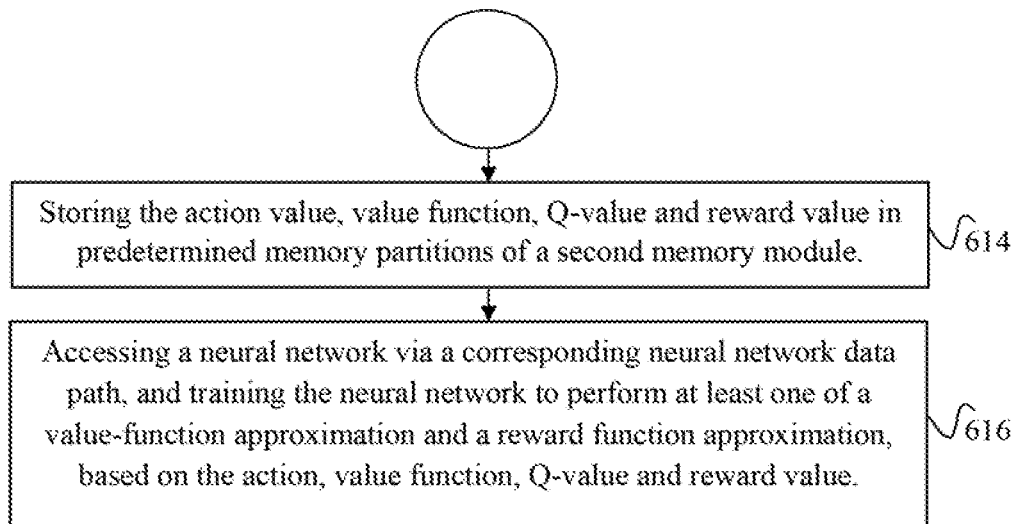 Storing the action value, value function, Q-value and reward value in
predetermined memory partitions of a second memory module.
614
Accessing a neural network via a corresponding neural network data
path, and training the neural network to perform at least one of a
value-function approximation and a reward function approximation,
based on the action, value function, Q-value and reward value.
616